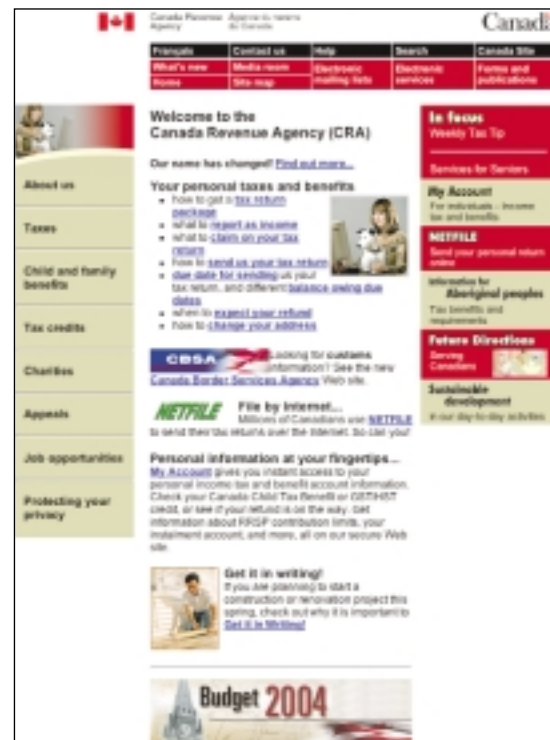 Canada Revenue Agency
Agence du revenu du Canada
Canada
Français
Contact us
Help
Search
Canada Site
What's new
Media room
Electronic mailing lists
Electronic services
Forms and publications
Home
Site map
About us
Taxes
Child and family
benefits
Tax credits
Charities
Appeals
Job opportunities
Protecting your
privacy
Welcome to the
Canada Revenue Agency (CRA)
Our name has changed! Find out more...
Your personal taxes and benefits
how to get a tax return
package
what to report as income
what to claim on your tax
return
how to send us your tax return
due date for sending us your
tax return, and different balance owing due
dates
when to expect your refund
how to change your address
CBSA
Looking for customs
information? See the new
Canada Border Services Agency Web site.
NETFILE
File by Internet...
Millions of Canadians use NETFILE
to send their tax returns over the Internet. So can you!
Personal information at your fingertips...
My Account gives you instant access to your
personal income tax and benefit account information.
Check your Canada Child Tax Benefit or GST/HST
credit, or see if your refund is on the way. Get
information about RRSP contribution limits, your
instalment account, and more, all on our secure Web
site.
Get it in writing!
If you are planning to start a
construction or renovation project this
spring, check out why it is important to
Get it in Writing!
Budget 2004
In focus
Weekly Tax Tip
Services for Seniors
My Account
For individuals - income
tax and benefits
NETFILE
Send your personal return
online
Information for
Aboriginal peoples
Tax benefits and
requirements
Future Directions
Serving
Canadians
Sustainable
development
in our day-to-day activities